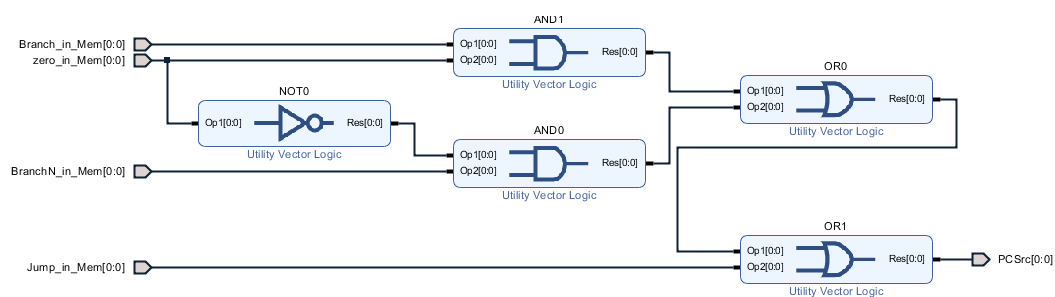 AND1
Branch_in_Mem[0:0]
Op1[0:0]
Res[0:0]
zero_in_Mem[0:0]
Op2[0:0]
Utility Vector Logic
OR0
NOT0
Op1[0:0]
Res[0:0]
Op2[0:0]
Op1[0:0]
Res[0:0]
AND0
Utility Vector Logic
Utility Vector Logic
Op1[0:0]
Res[0:0]
BranchN_in_Mem[0:0]
Op2[0:0]
Utility Vector Logic
OR1
Op1[0:0]
Res[0:0]
PCSrc[0:0]
Jump_in_Mem[0:0]
Op2[0:0]
Utility Vector Logic